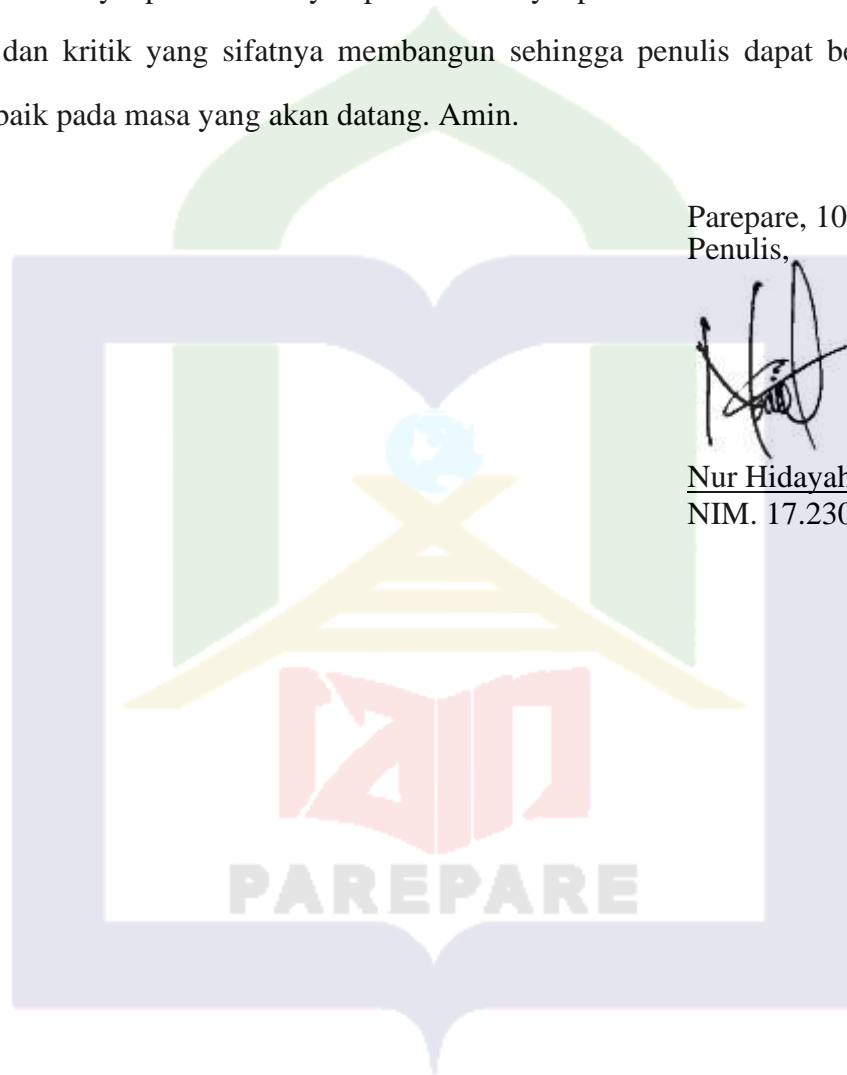 dan kritik yang sifatnya membangun sehingga penulis dapat be
baik pada masa yang akan datang. Amin.
Parepare, 10
Penulis,
Nur Hidayah
NIM. 17.230
iain
PAREPARE